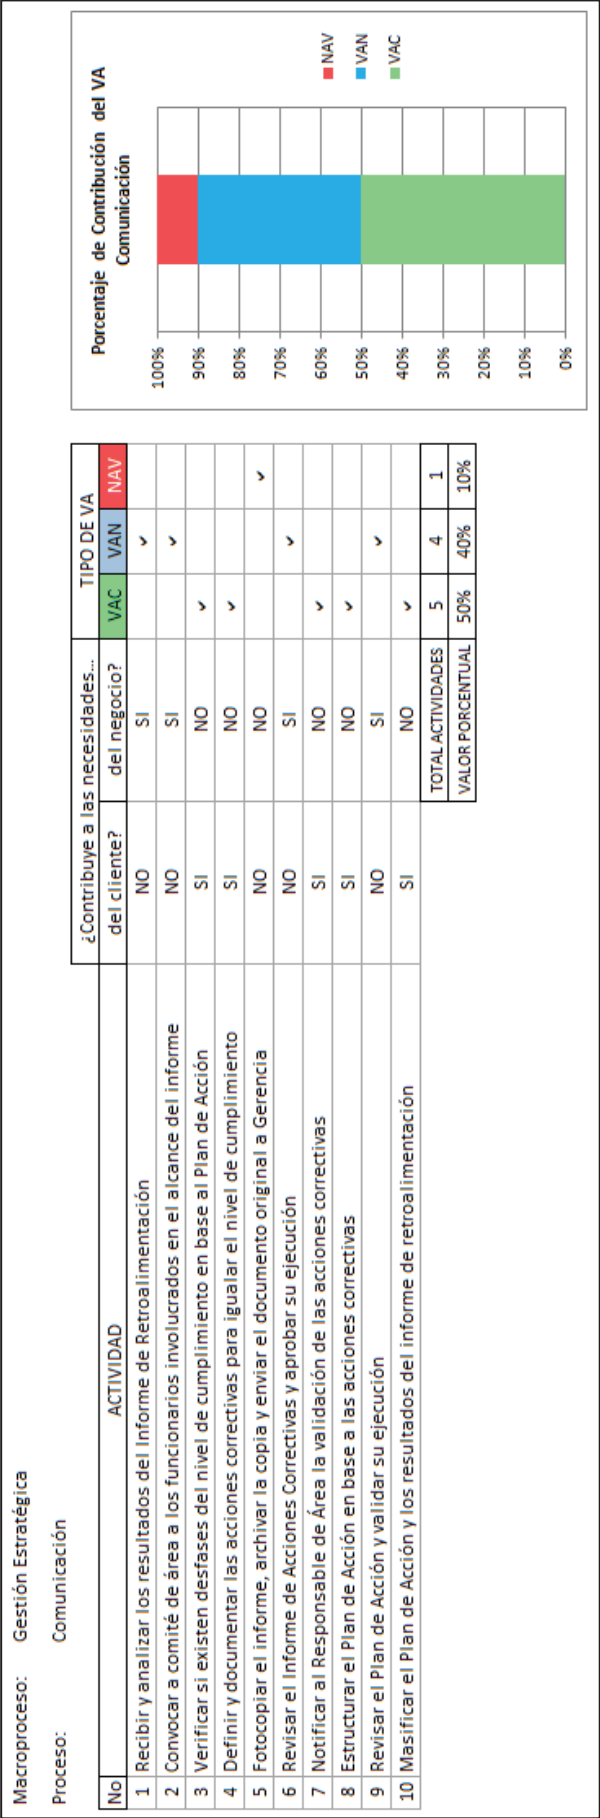 Macroproceso: Gestión Estratégica
Proceso: Comunicación
¿Contribuye a las necesidades... TIPO DE VA
No ACTIVIDAD del cliente? del negocio? VAC VAN NAV
1 Recibir y analizar los resultados del Informe de Retroalimentación NO SI ✓
2 Convocar a comité de área a los funcionarios involucrados en el alcance del informe NO SI ✓
3 Verificar si existen desfases del nivel de cumplimiento en base al Plan de Acción SI NO ✓
4 Definir y documentar las acciones correctivas para igualar el nivel de cumplimiento SI NO ✓
5 Fotocopiar el informe, archivar la copia y enviar el documento original a Gerencia NO NO ✓
6 Revisar el Informe de Acciones Correctivas y aprobar su ejecución NO SI ✓
7 Notificar al Responsable de Área la validación de las acciones correctivas SI NO ✓
8 Estructurar el Plan de Acción en base a las acciones correctivas SI NO ✓
9 Revisar el Plan de Acción y validar su ejecución NO SI ✓
10 Masificar el Plan de Acción y los resultados del informe de retroalimentación SI NO ✓
TOTAL ACTIVIDADES 5 4 1
VALOR PORCENTUAL 50% 40% 10%
Porcentaje de Contribución del VA
Comunicación
100%
90%
80%
70%
60%
50%
40%
30%
20%
10%
0%
NAV
VAN
VAC